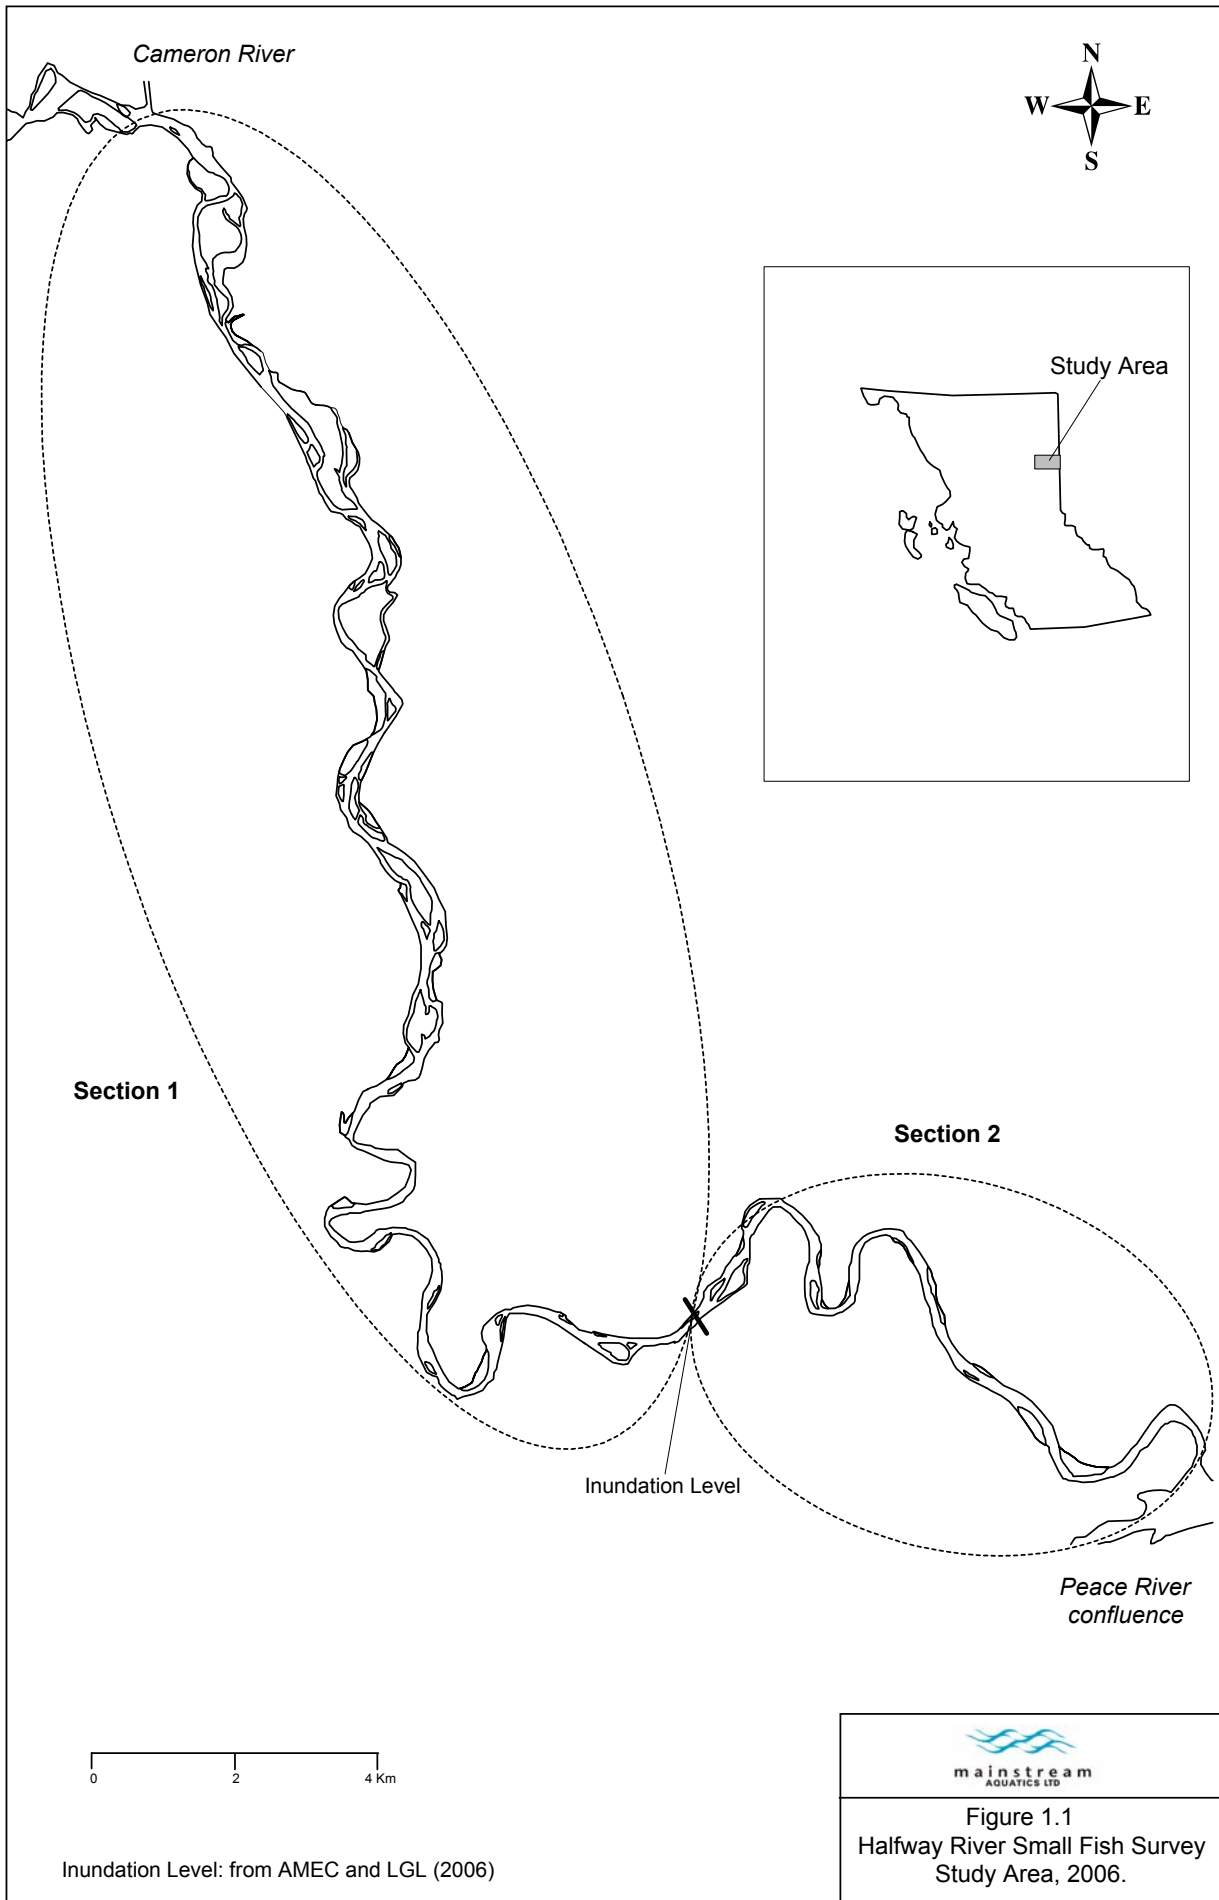 Cameron River
N
W E
S
Study Area
Section 1
Section 2
Inundation Level
Peace River
confluence
0 2 4 Km
mainstream
AQUATICS LTD
Figure 1.1
Halfway River Small Fish Survey
Study Area, 2006.
Inundation Level: from AMEC and LGL (2006)